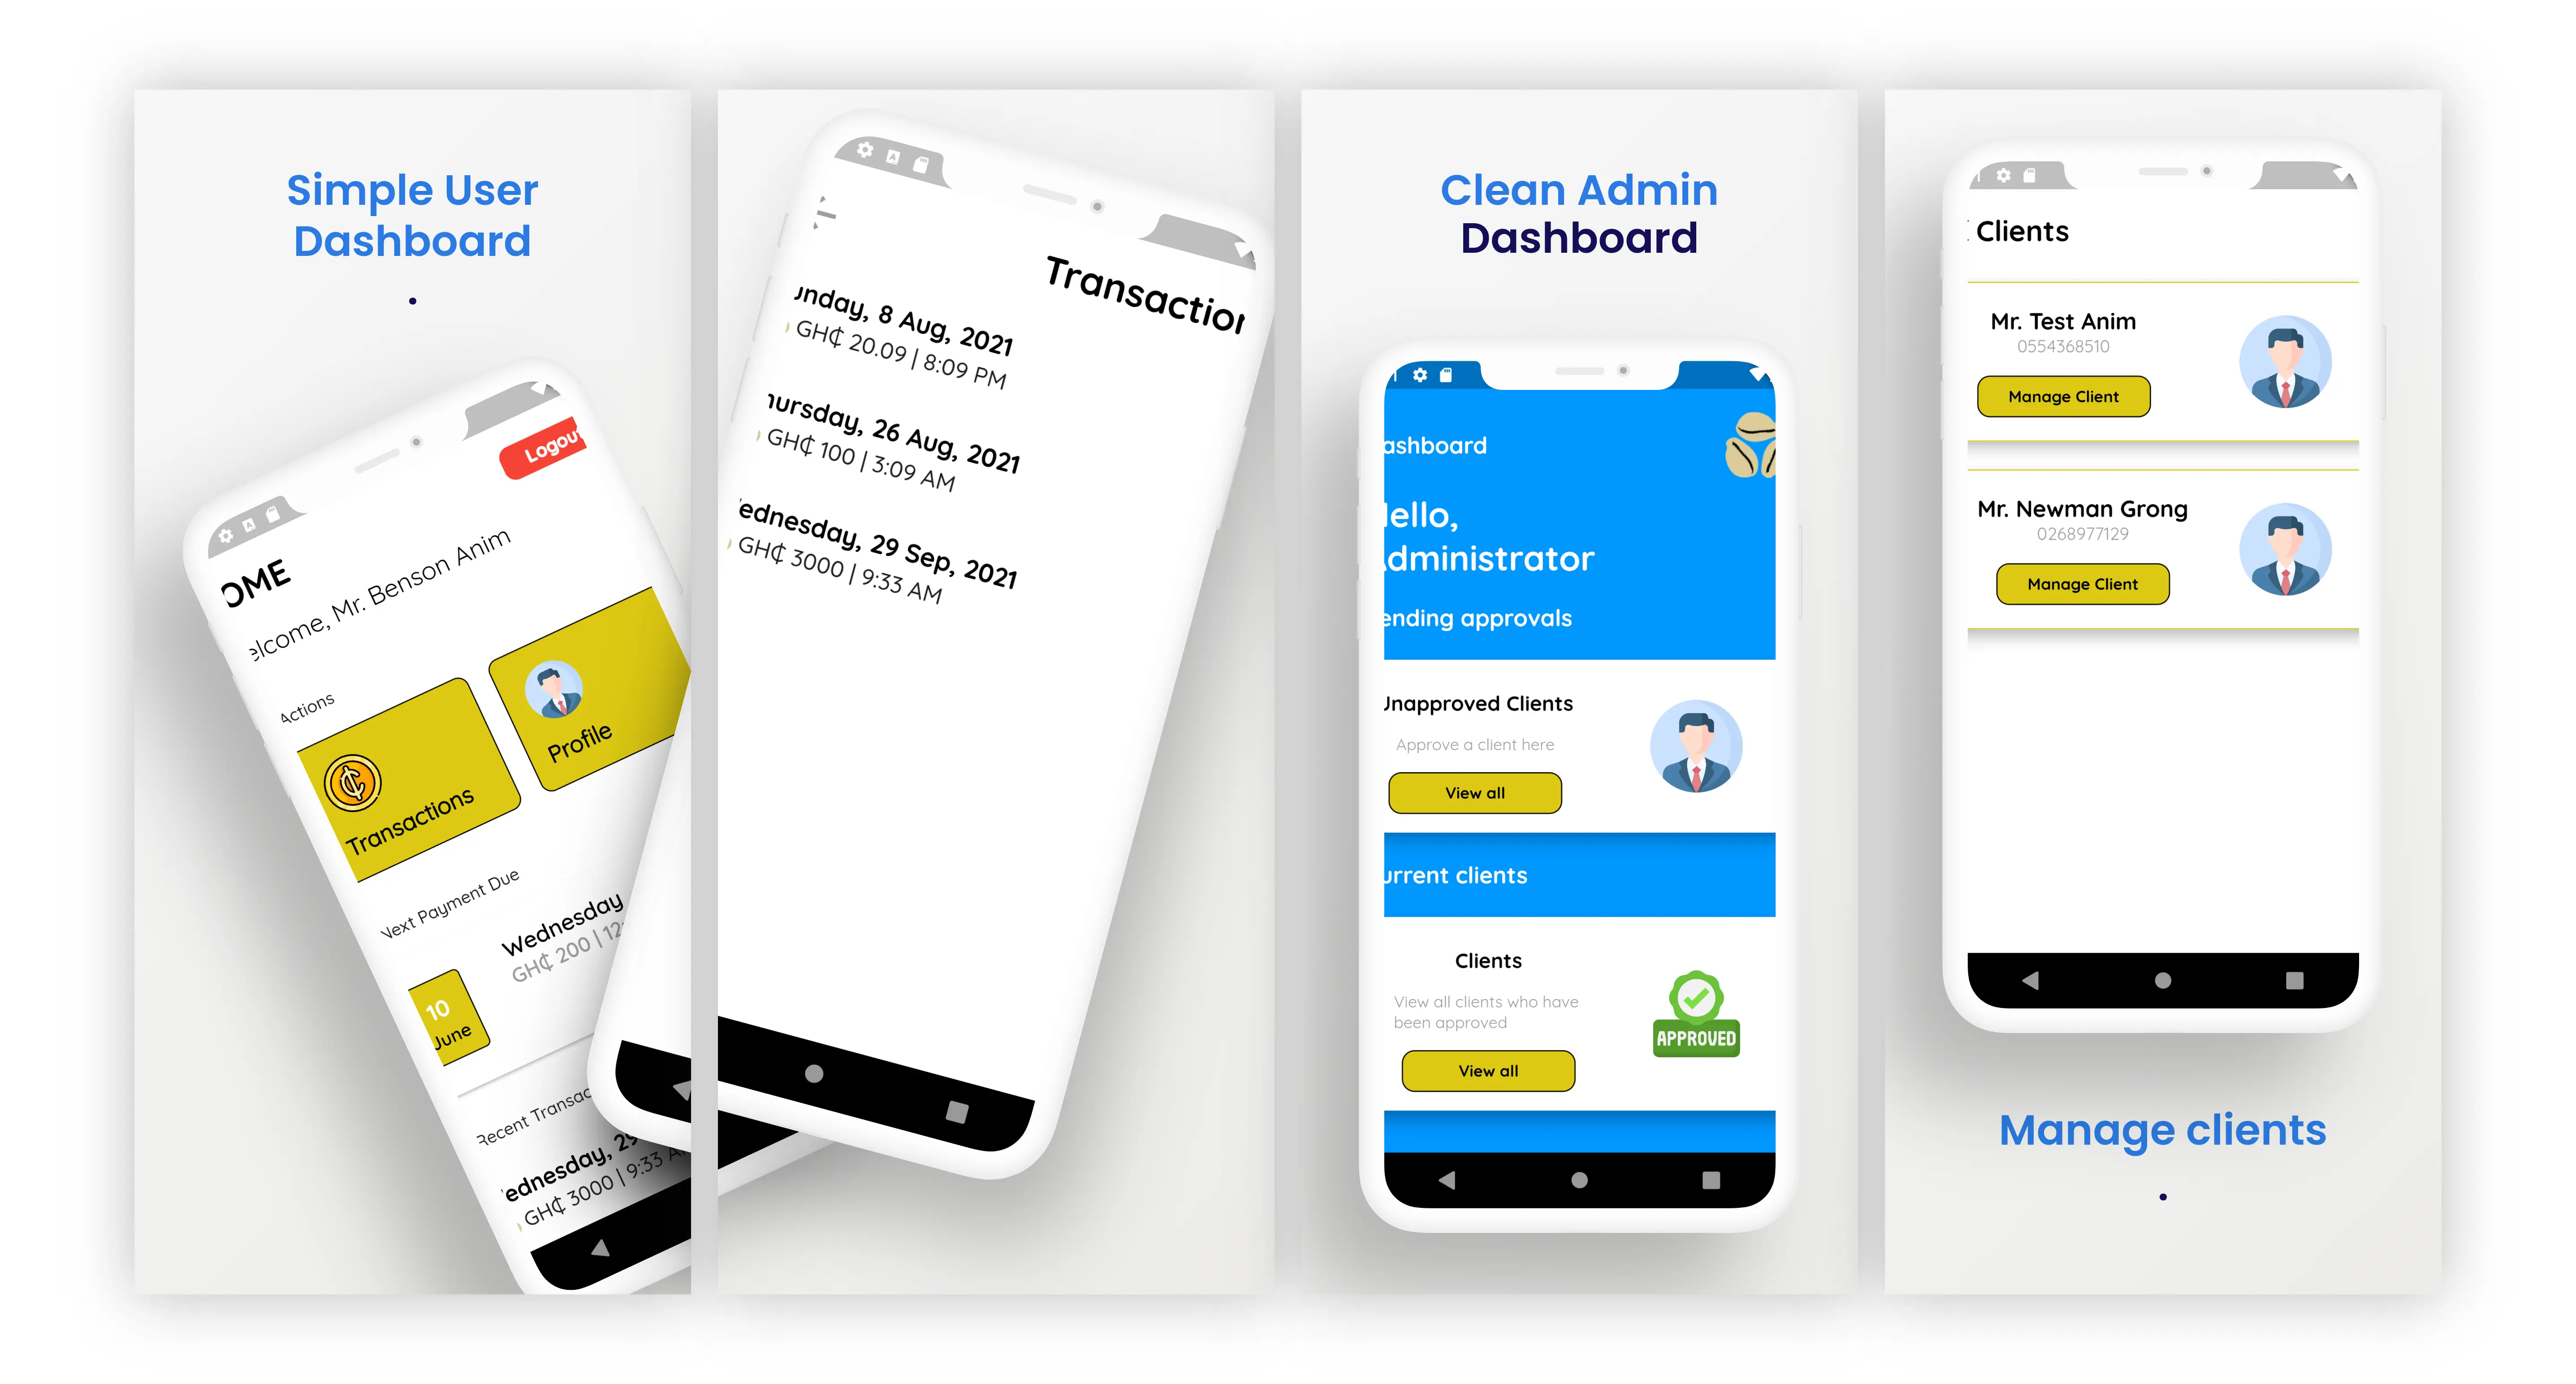 Simple User
Dashboard
Logou
OME
elcome, Mr. Benson Anim
Actions
Transactions
Profile
Next Payment Due
10
June
Wednesday
GH₵ 200 | 12:
Recent Transac
ednesday, 29
GH₵ 3000 | 9:33 A
Transaction
unday, 8 Aug, 2021
GH₵ 20.09 | 8:09 PM
hursday, 26 Aug, 2021
GH₵ 100 | 3:09 AM
ednesday, 29 Sep, 2021
GH₵ 3000 | 9:33 AM
Clean Admin
Dashboard
ashboard
ello,
dministrator
ending approvals
Unapproved Clients
Approve a client here
View all
urrent clients
Clients
View all clients who have
been approved
View all
APPROVED
Clients
Mr. Test Anim
0554368510
Manage Client
Mr. Newman Grong
0268977129
Manage Client
Manage clients